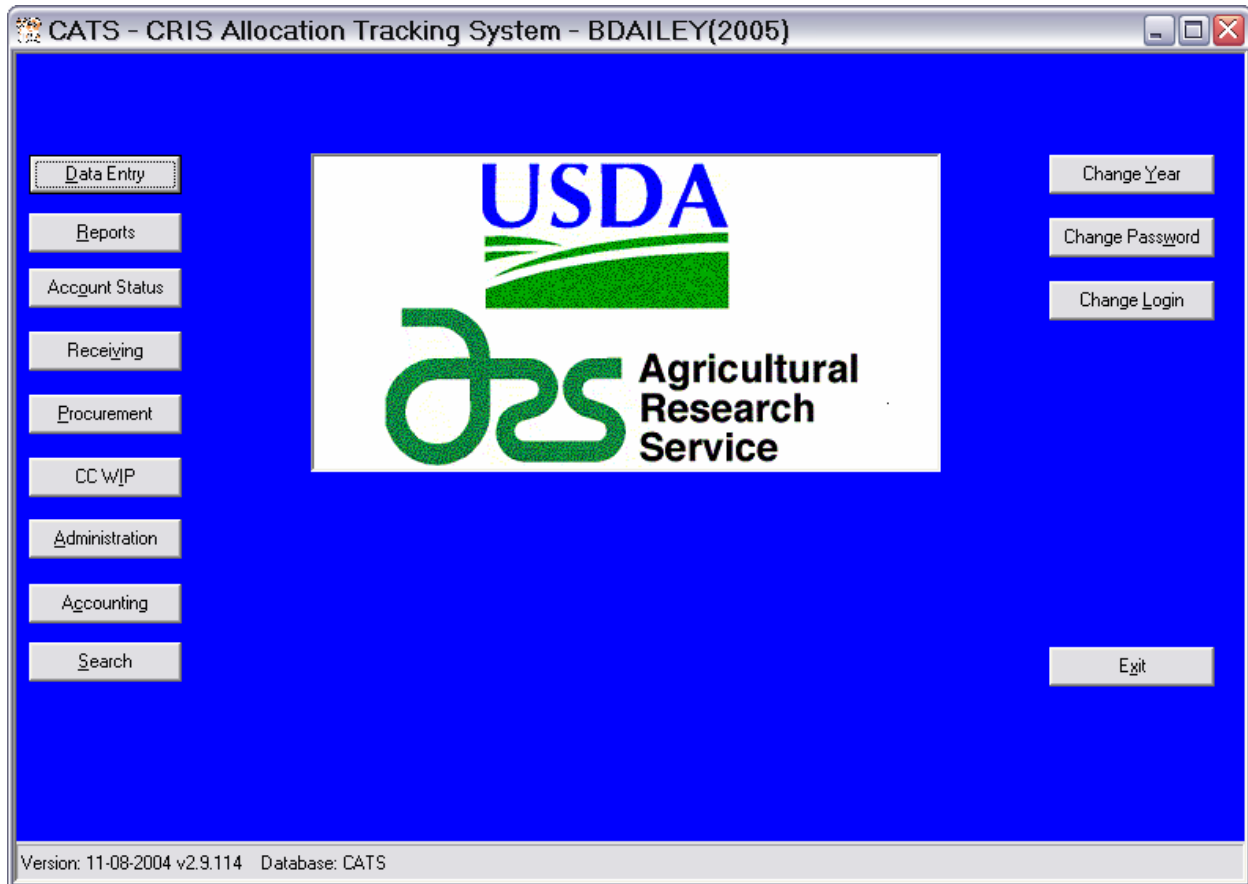 CATS - CRIS Allocation Tracking System - BDAILEY(2005)
Data Entry
Reports
Account Status
Receiving
Procurement
CC WIP
Administration
Accounting
Search
USDA
ars
Agricultural
Research
Service
Change Year
Change Password
Change Login
Exit
Version: 11-08-2004 v2.9.114 Database: CATS